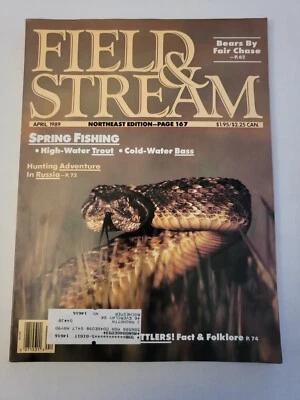 FIELD
&
STREAM
Bears By
Fair Chase
—P.62
APRIL 1989
NORTHEAST EDITION—PAGE 167
$1.95/$2.25 CAN.
SPRING FISHING
• High-Water Trout • Cold-Water Bass
Hunting Adventure
In Russia—P.72
TTLERS! Fact & Folklore P. 74